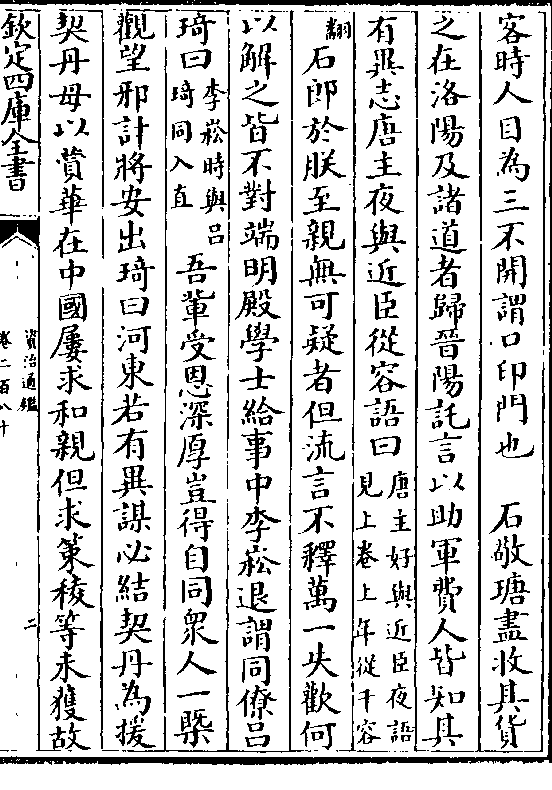 客時人目為三不開謂口印門也　石敬瑭盡收其貨
之在洛陽及諸道者歸晉陽託言以助軍費人皆知其
有異志唐主夜與近臣從容語曰唐主好與近臣夜語見上卷上年從千容
翻石郎於朕至親無可疑者但流言不釋萬一失歡何
以解之皆不對端明殿學士給事中李崧退謂同僚呂
琦曰李崧時與呂琦同入直吾輩受恩深厚豈得自同衆人一槩
觀望邪計將安出琦曰河東若有異謀必結契丹為援
契丹母以贊華在中國屢求和親但求策稜等未獲故
欽定四庫全書
資治通鑑
卷二百八十
二